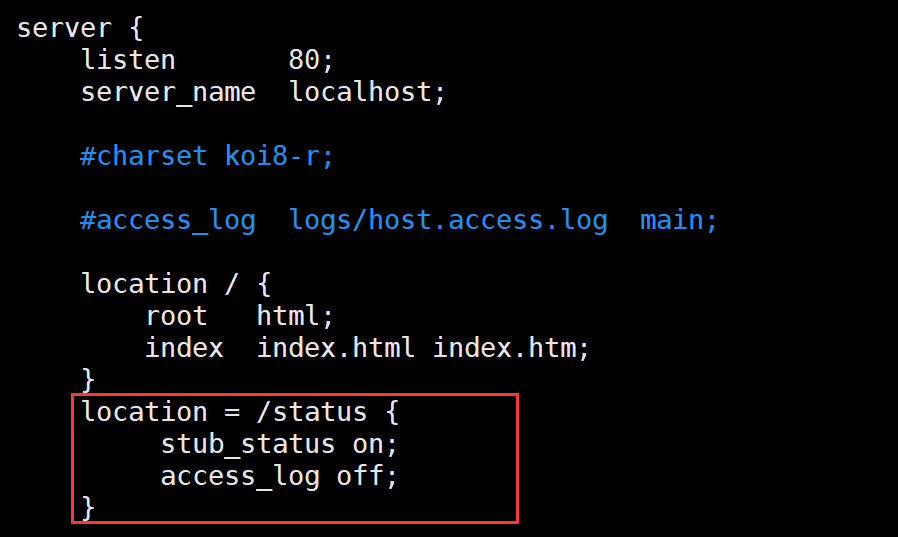 server {
    listen       80;
    server_name  localhost;
    #charset koi8-r;
    #access_log  logs/host.access.log  main;
    location / {
        root   html;
        index  index.html index.htm;
    }
    location = /status {
         stub_status on;
         access_log off;
    }